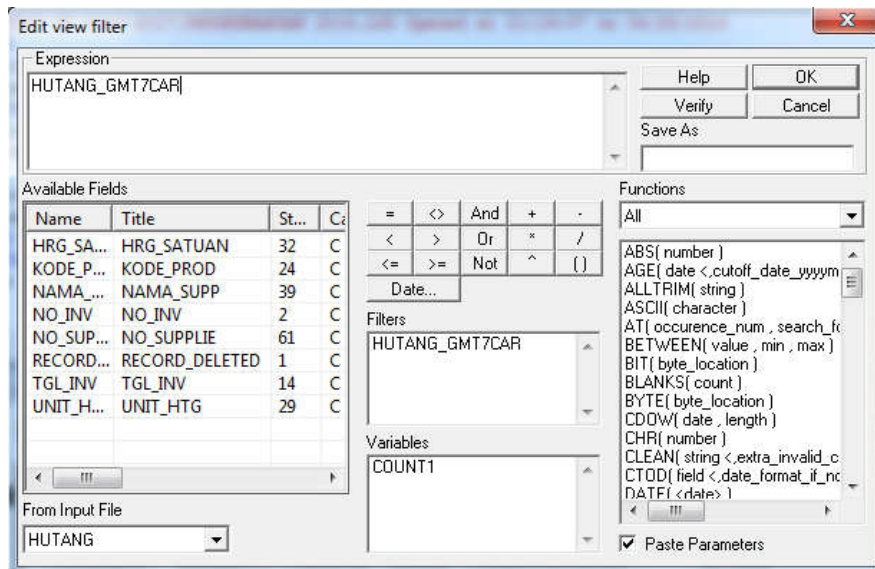 Edit view filter
Expression
HUTANG_GMT7CAR
Help
OK
Verify
Cancel
Save As
Available Fields
Name Title St... Ca
HRG_SA... HRG_SATUAN 32 C
KODE_P... KODE_PROD 24 C
NAMA_... NAMA_SUPP 39 C
NO_INV NO_INV 2 C
NO_SUP... NO_SUPPLIE 61 C
RECORD... RECORD_DELETED 1 C
TGL_INV TGL_INV 14 C
UNIT_H... UNIT_HTG 29 C
From Input File
HUTANG
= <> And + -
< > Or * /
<= >= Not ^ ()
Date...
Filters
HUTANG_GMT7CAR
Variables
COUNT1
Functions
All
ABS( number )
AGE( date <,cutoff_date_yyyym
ALLTRIM( string )
ASCII( character )
AT( occurence_num , search_fo
BETWEEN( value , min , max )
BIT( byte_location )
BLANKS( count )
BYTE( byte_location )
CDOW( date , length )
CHR( number )
CLEAN( string <,extra_invalid_c
CTOD( field <,date_format_if_nc
DATE( <date> )
Paste Parameters